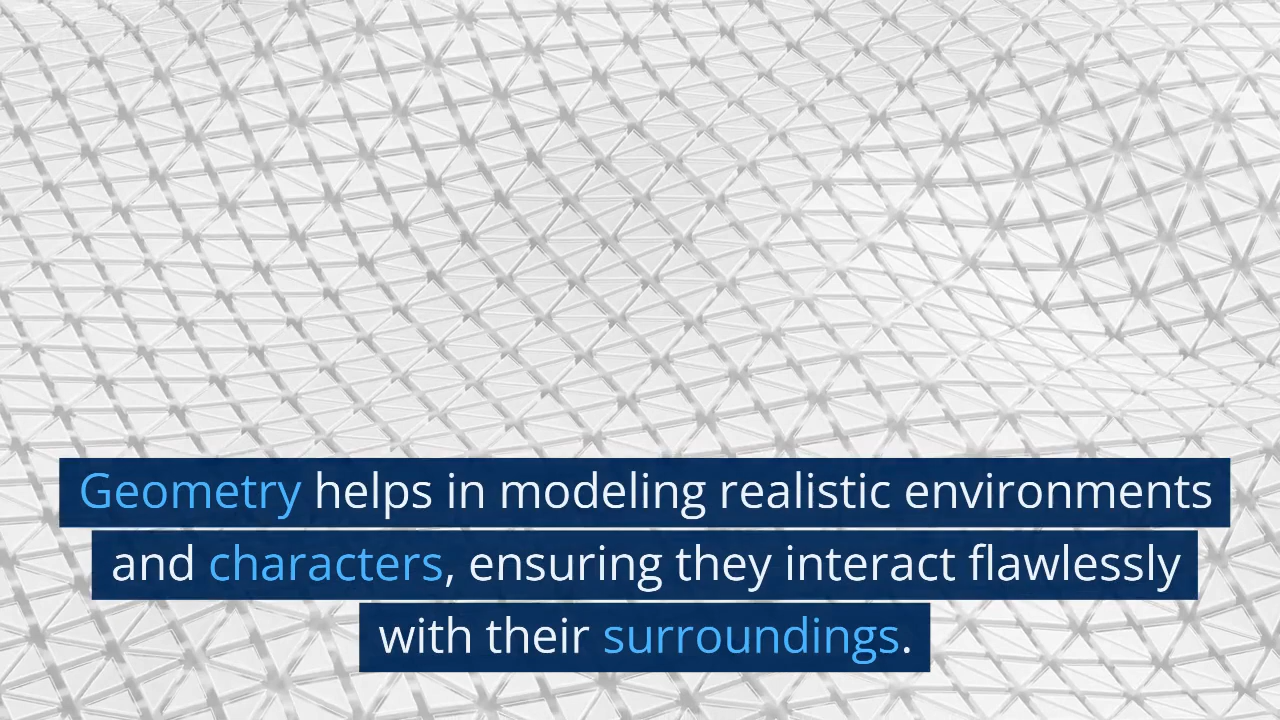 Geometry helps in modeling realistic environments
and characters, ensuring they interact flawlessly
with their surroundings.